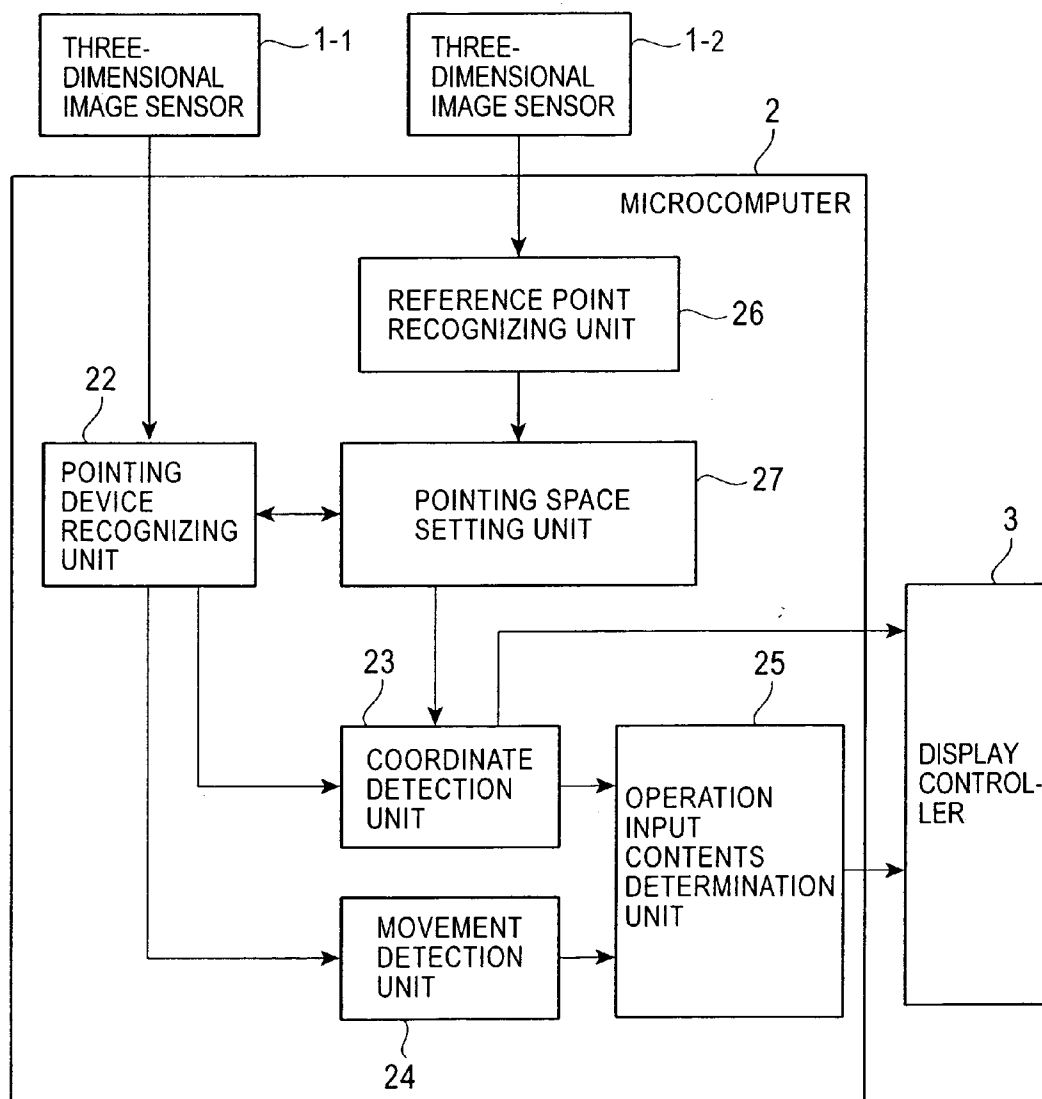 THREE-
DIMENSIONAL
IMAGE SENSOR
1-1
THREE-
DIMENSIONAL
IMAGE SENSOR
1-2
2
MICROCOMPUTER
REFERENCE POINT
RECOGNIZING UNIT
26
22
POINTING
DEVICE
RECOGNIZING
UNIT
POINTING SPACE
SETTING UNIT
27
3
23
COORDINATE
DETECTION
UNIT
25
OPERATION
INPUT
CONTENTS
DETERMINATION
UNIT
DISPLAY
CONTROL-
LER
MOVEMENT
DETECTION
UNIT
24